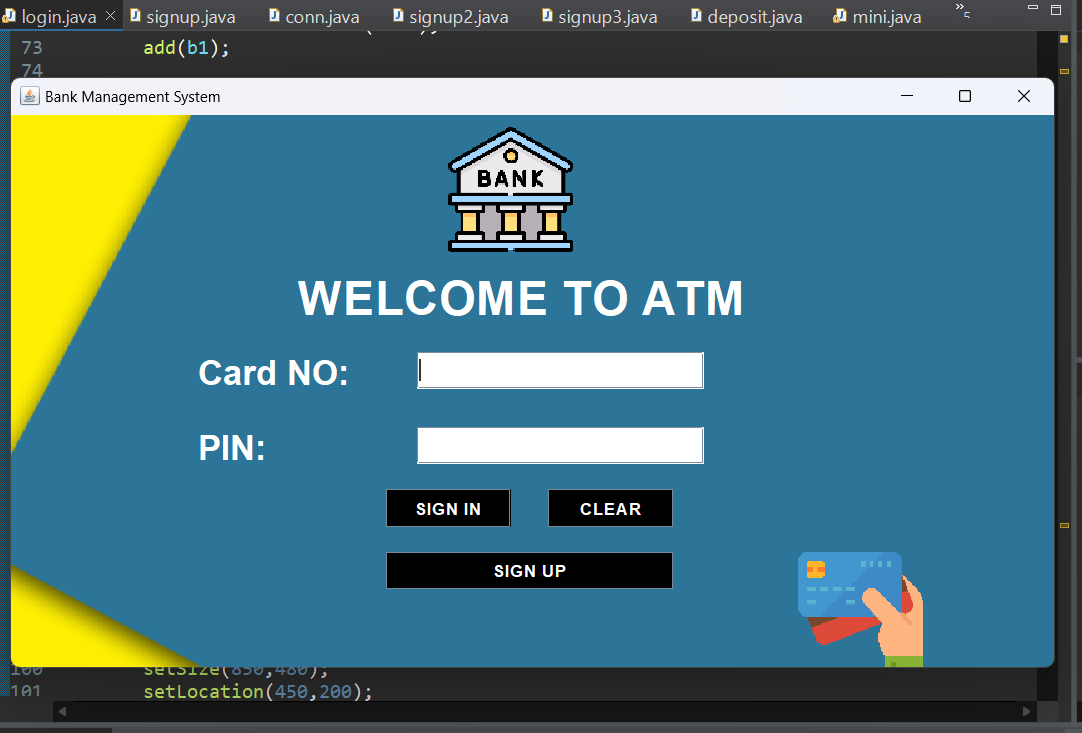 login.java signup.java conn.java signup2.java signup3.java deposit.java mini.java »5
73 add(b1);
74
Bank Management System
BANK
WELCOME TO ATM
Card NO:
PIN:
SIGN IN CLEAR
SIGN UP
100 setSize(850,480);
101 setLocation(450,200);